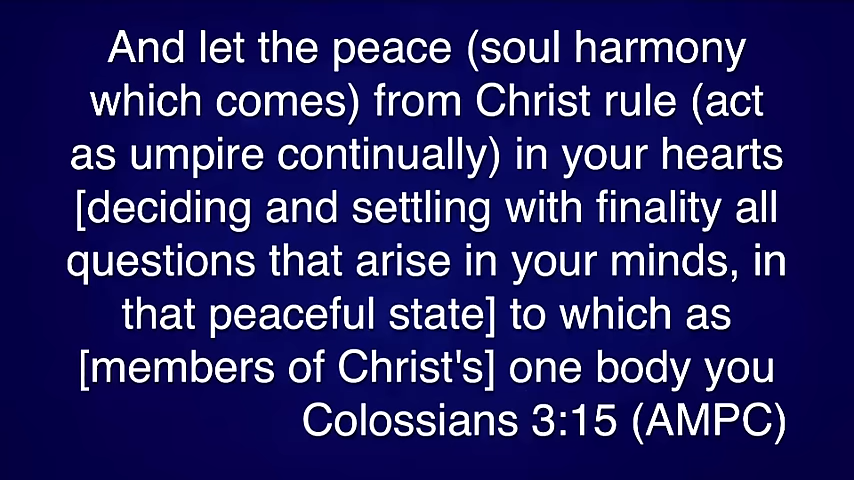 And let the peace (soul harmony
which comes) from Christ rule (act
as umpire continually) in your hearts
[deciding and settling with finality all
questions that arise in your minds, in
that peaceful state] to which as
[members of Christ's] one body you
Colossians 3:15 (AMPC)